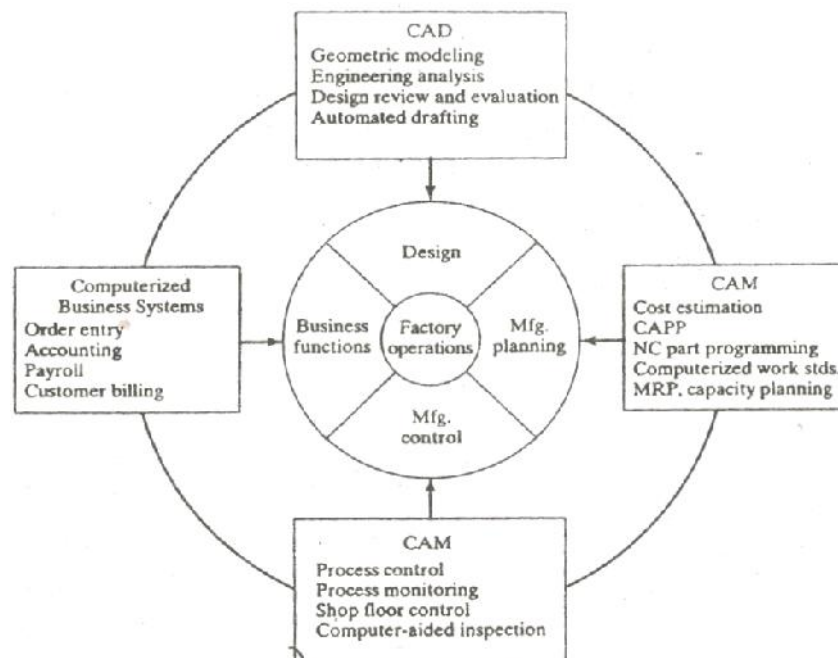 CAD
Geometric modeling
Engineering analysis
Design review and evaluation
Automated drafting
Design
Computerized
Business Systems
Order entry
Accounting
Payroll
Customer billing
Business
functions
Factory
operations
Mfg.
planning
CAM
Cost estimation
CAPP
NC part programming
Computerized work stds.
MRP, capacity planning
Mfg.
control
CAM
Process control
Process monitoring
Shop floor control
Computer-aided inspection